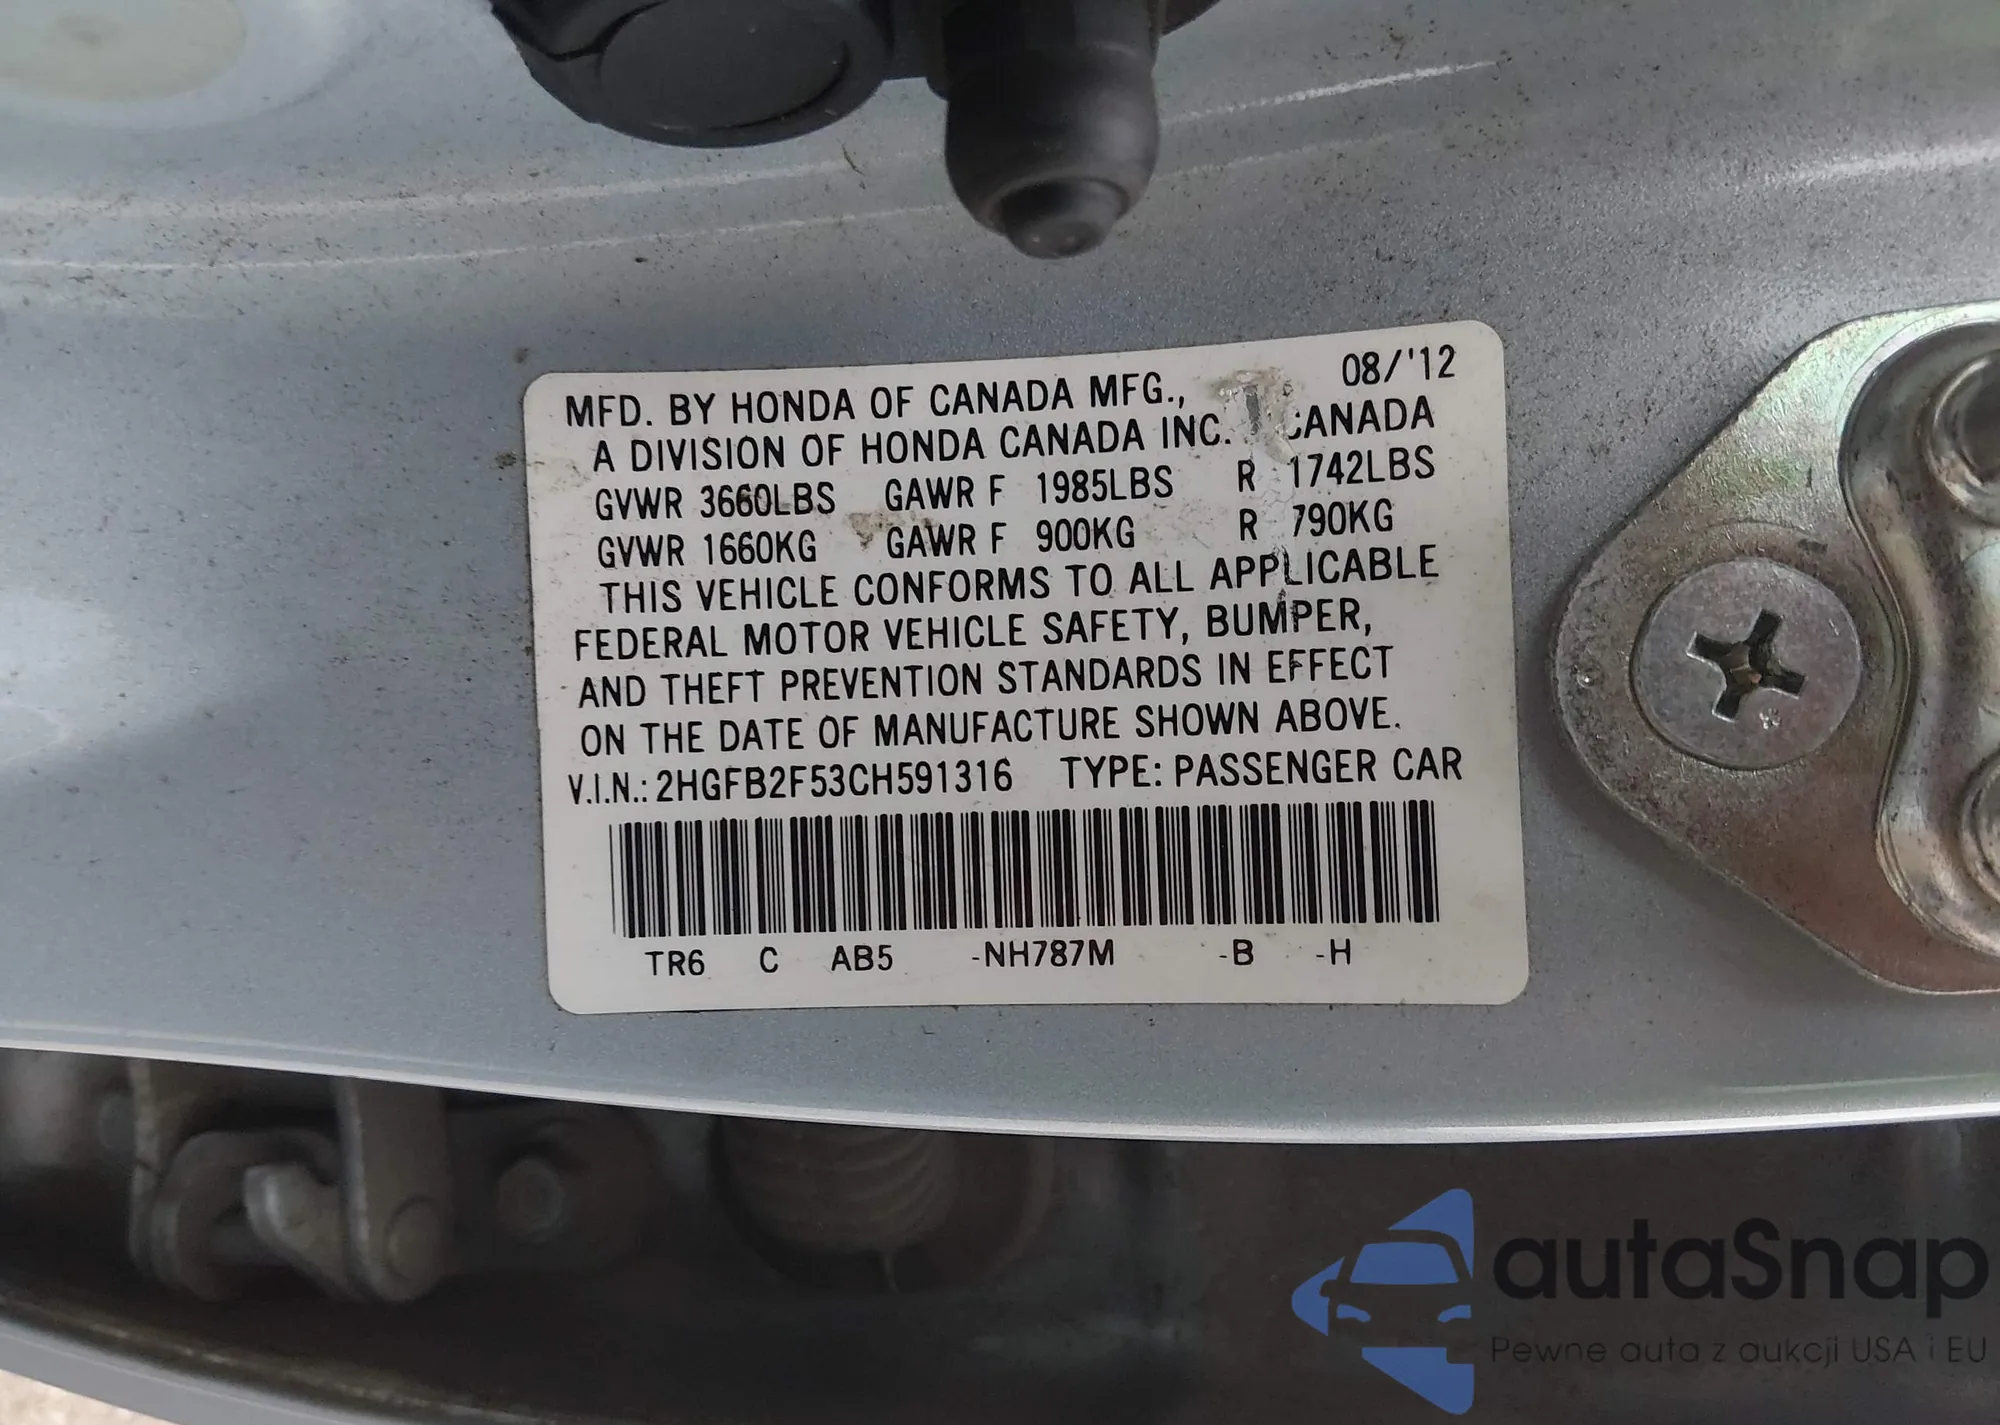 08/'12
MFD. BY HONDA OF CANADA MFG.,
A DIVISION OF HONDA CANADA INC. CANADA
GVWR 3660LBS GAWR F 1985LBS R 1742LBS
GVWR 1660KG GAWR F 900KG R 790KG
THIS VEHICLE CONFORMS TO ALL APPLICABLE
FEDERAL MOTOR VEHICLE SAFETY, BUMPER,
AND THEFT PREVENTION STANDARDS IN EFFECT
ON THE DATE OF MANUFACTURE SHOWN ABOVE.
V.I.N.: 2HGFB2F53CH591316 TYPE: PASSENGER CAR
TR6 C AB5 -NH787M -B -H
autaSnap
Pewne auta z aukcji USA i EU